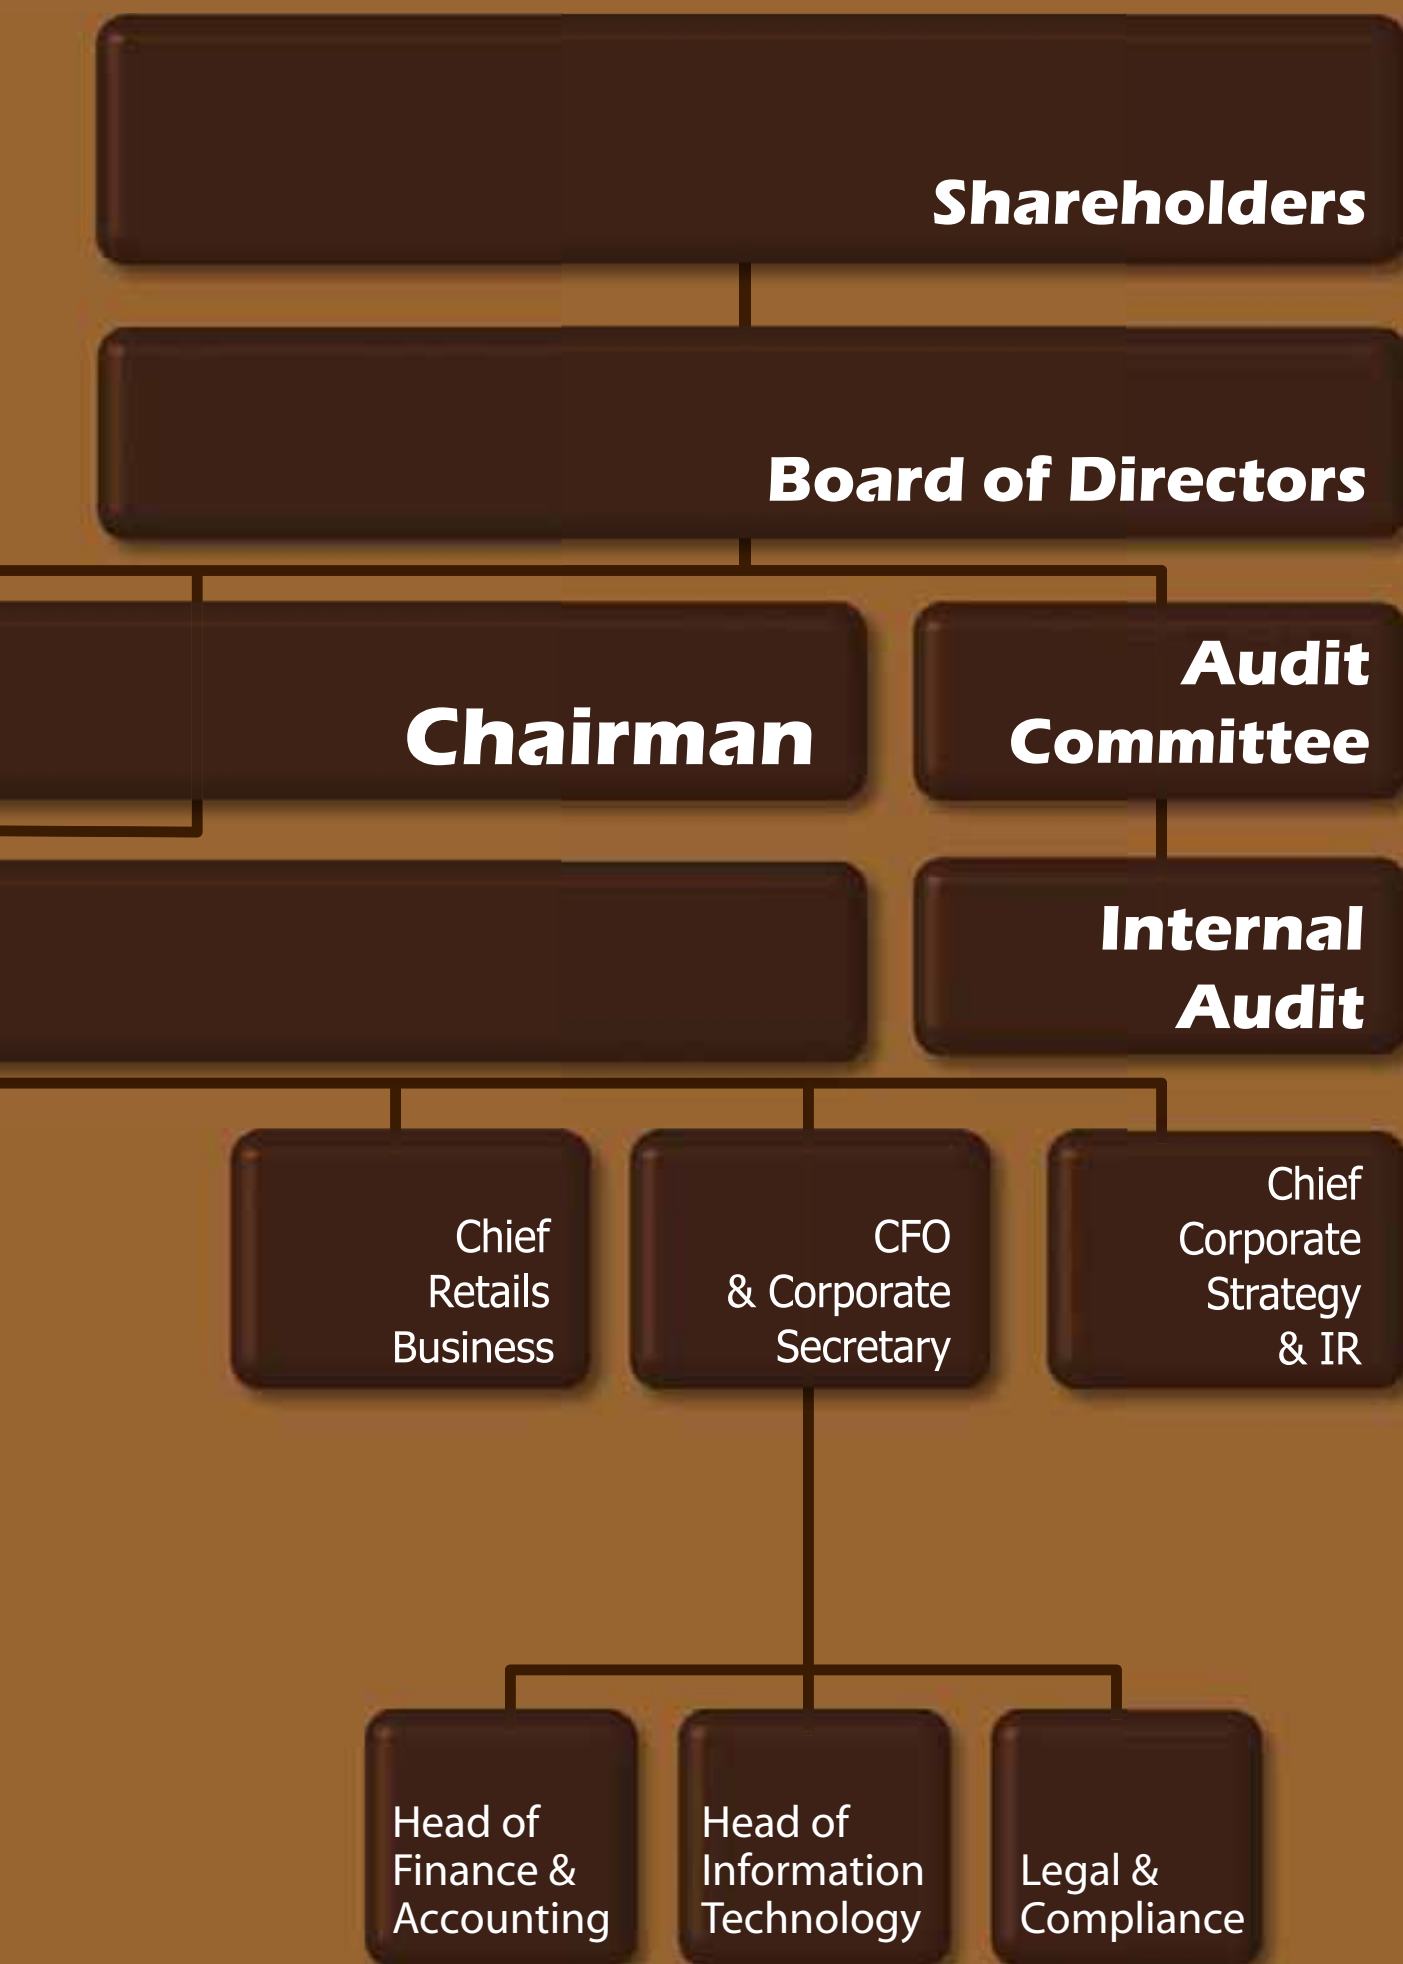 Shareholders
Board of Directors
Chairman
Audit
Committee
Internal
Audit
Chief
Retails
Business
CFO
& Corporate
Secretary
Chief
Corporate
Strategy
& IR
Head of
Finance &
Accounting
Head of
Information
Technology
Legal &
Compliance